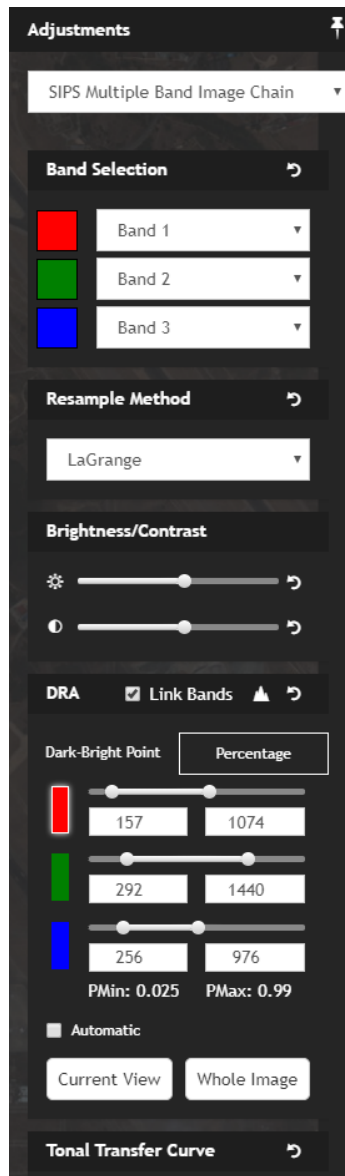 Adjustments
SIPS Multiple Band Image Chain
Band Selection
Band 1
Band 2
Band 3
Resample Method
LaGrange
Brightness/Contrast
DRA Link Bands
Dark-Bright Point Percentage
157 1074
292 1440
256 976
PMin: 0.025 PMax: 0.99
Automatic
Current View Whole Image
Tonal Transfer Curve